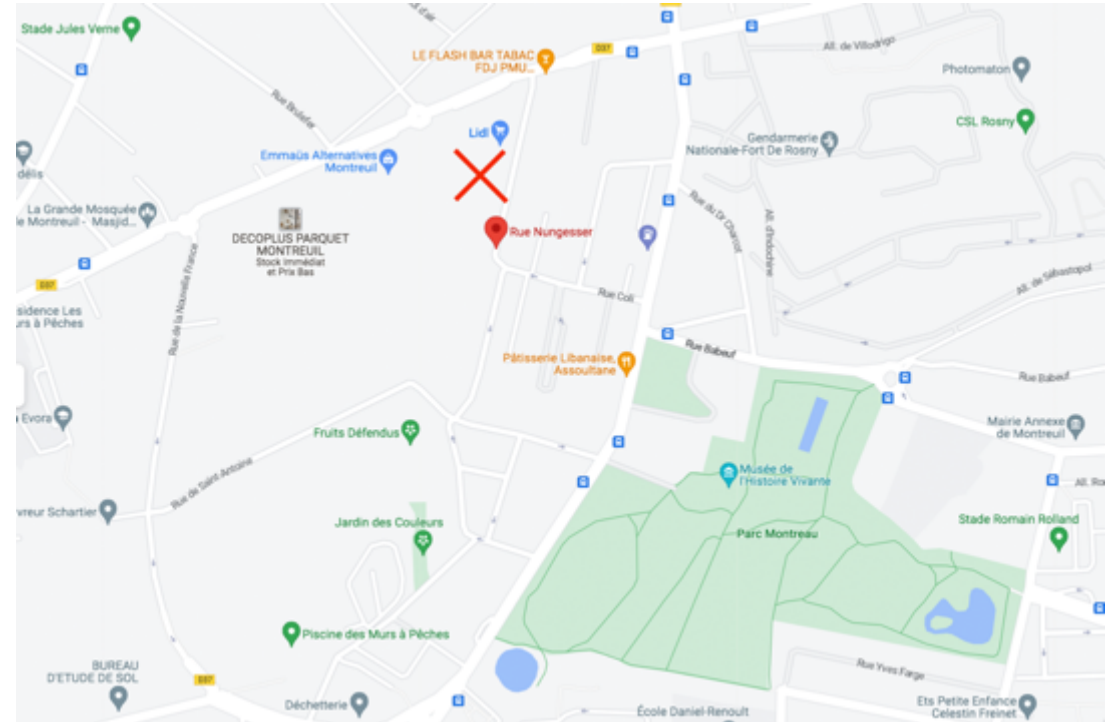 Stade Jules Verne
LE FLASH BAR TABAC
FDJ PMU...
D37
All. de Villodrigo
Photomaton
Rue Brulefer
Lidl
CSL Rosny
Emmaüs Alternatives
Montreuil
Gendarmerie
Nationale-Fort De Rosny
délis
La Grande Mosquée
de Montreuil - Masjid...
DECOPLUS PARQUET
MONTREUIL
Stock immédiat
et Prix Bas
Rue Nungesser
Rue du Dr Charcot
All. d'Indochine
Rue de la Nouvelle France
D37
Rue Coli
All. de Sébastopol
sidence Les
urs à Pêches
Pâtisserie Libanaise,
Assoultane
Rue Babeuf
Rue Babeuf
Evora
Fruits Défendus
Mairie Annexe
de Montreuil
Rue de Saint-Antoine
Musée de
l'Histoire Vivante
All. Ro
vreur Schartier
Jardin des Couleurs
Parc Montreau
Stade Romain Rolland
Piscine des Murs à Pêches
BUREAU
D'ETUDE DE SOL
D37
Rue Yves Farge
Déchetterie
École Daniel-Renoult
Ets Petite Enfance
Celestin Freinet